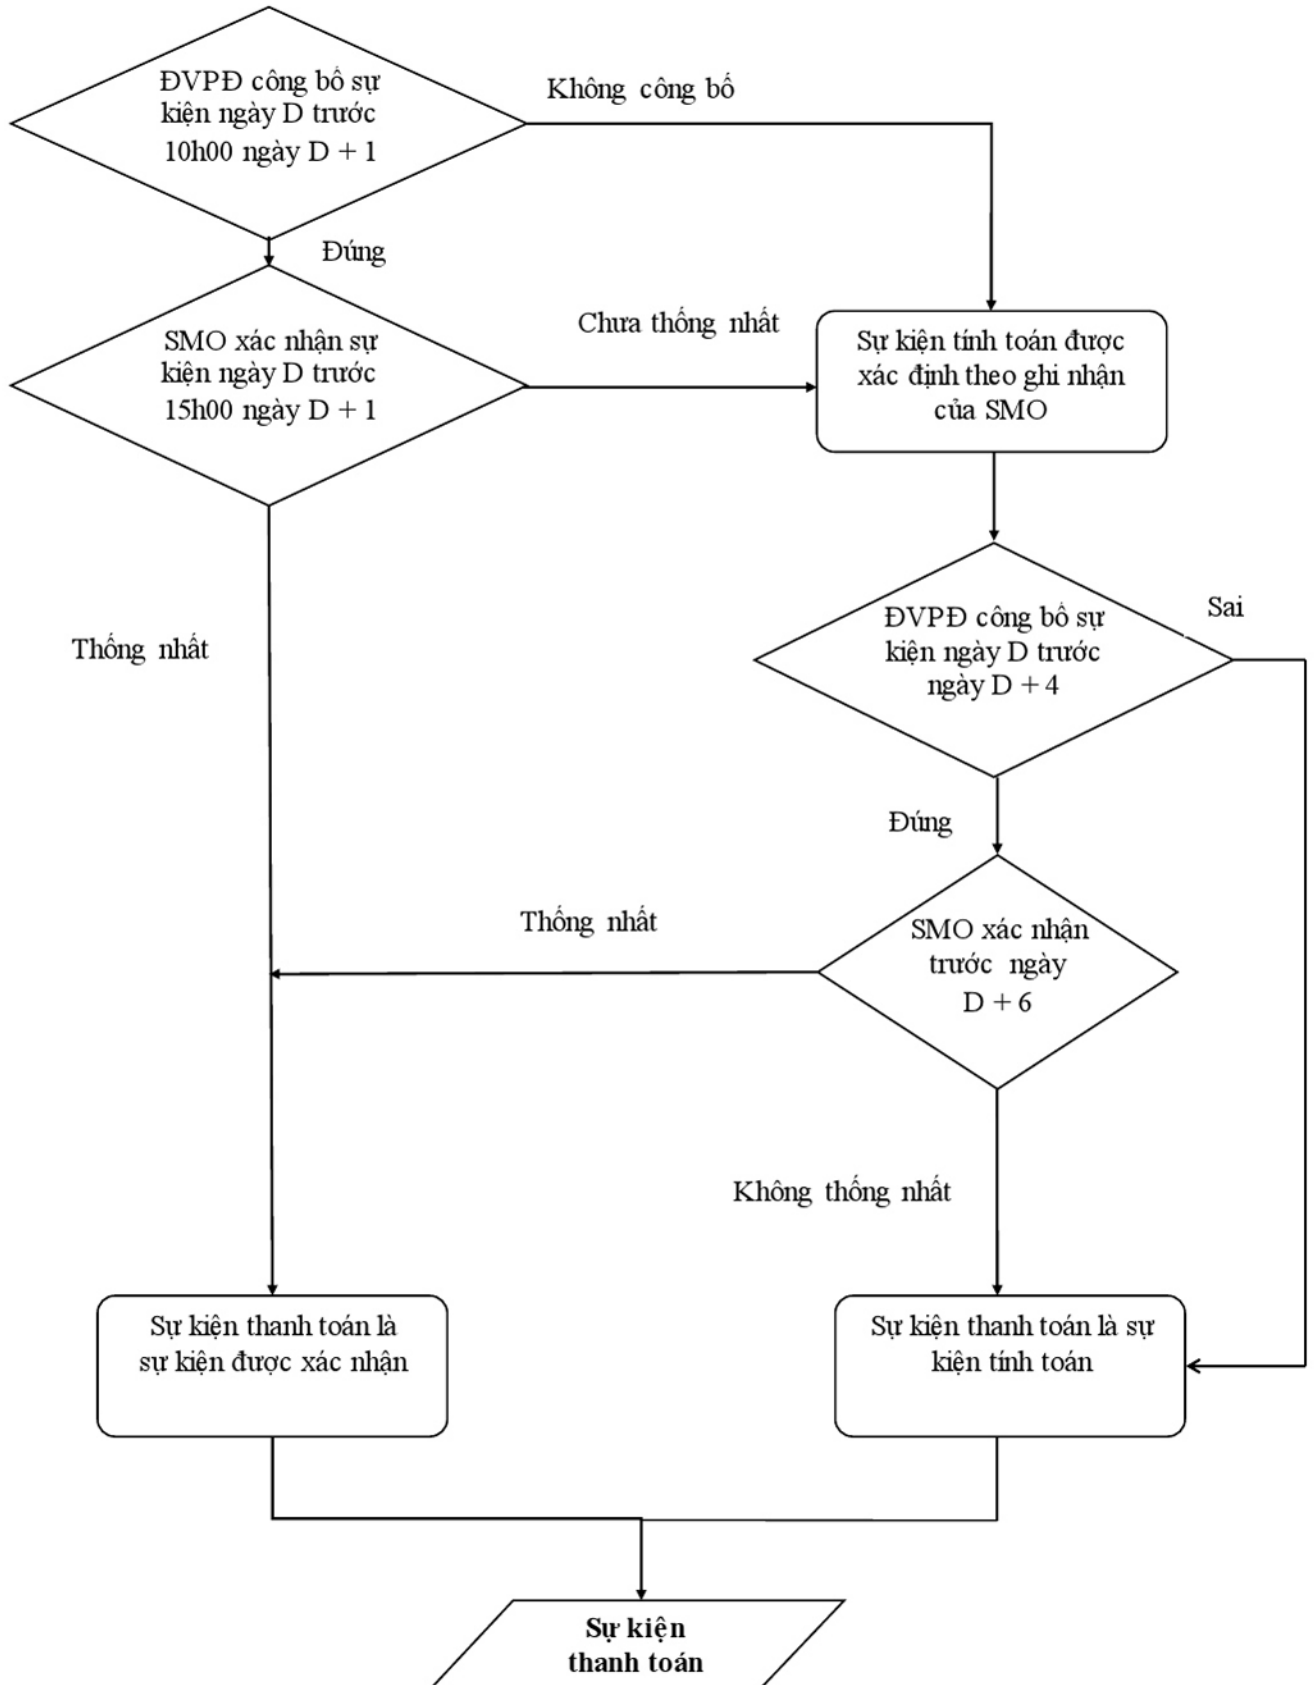 ĐVPĐ công bố sự
kiện ngày D trước
10h00 ngày D + 1
Không công bố
Đúng
SMO xác nhận sự
kiện ngày D trước
15h00 ngày D + 1
Chưa thống nhất
Sự kiện tính toán được
xác định theo ghi nhận
của SMO
Thống nhất
ĐVPĐ công bố sự
kiện ngày D trước
ngày D + 4
Sai
Đúng
Thống nhất
SMO xác nhận
trước ngày
D + 6
Không thống nhất
Sự kiện thanh toán là
sự kiện được xác nhận
Sự kiện thanh toán là sự
kiện tính toán
Sự kiện
thanh toán